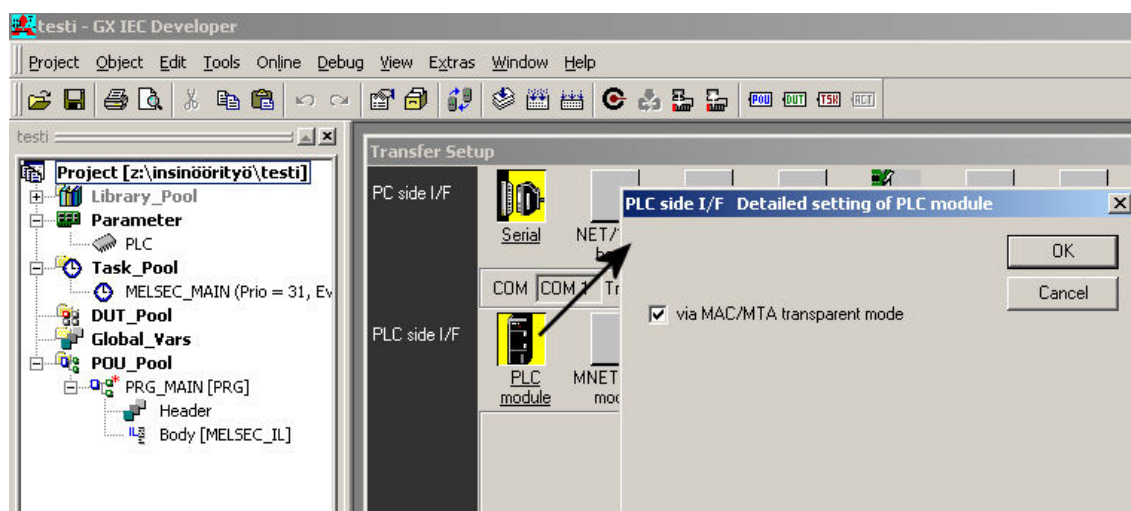 testi - GX IEC Developer
Project Object Edit Tools Online Debug View Extras Window Help
POU OUT TSK ACT
testi
Project [z:\insinöörityö\testi]
Library_Pool
Parameter
PLC
Task_Pool
MELSEC_MAIN (Prio = 31, Ev
DUT_Pool
Global_Vars
POU_Pool
PRG_MAIN [PRG]
Header
Body [MELSEC_IL]
Transfer Setup
PC side I/F
Serial
COM COM 1 Tr
PLC side I/F
PLC module
MNET
PLC side I/F Detailed setting of PLC module
OK
Cancel
via MAC/MTA transparent mode